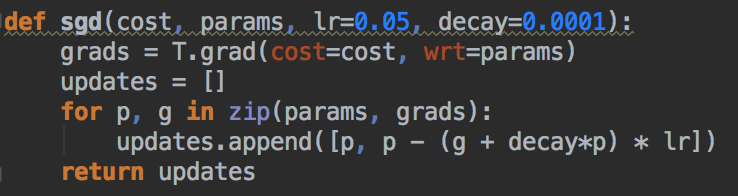 def sgd(cost, params, lr=0.05, decay=0.0001):
    grads = T.grad(cost=cost, wrt=params)
    updates = []
    for p, g in zip(params, grads):
        updates.append([p, p - (g + decay*p) * lr])
    return updates